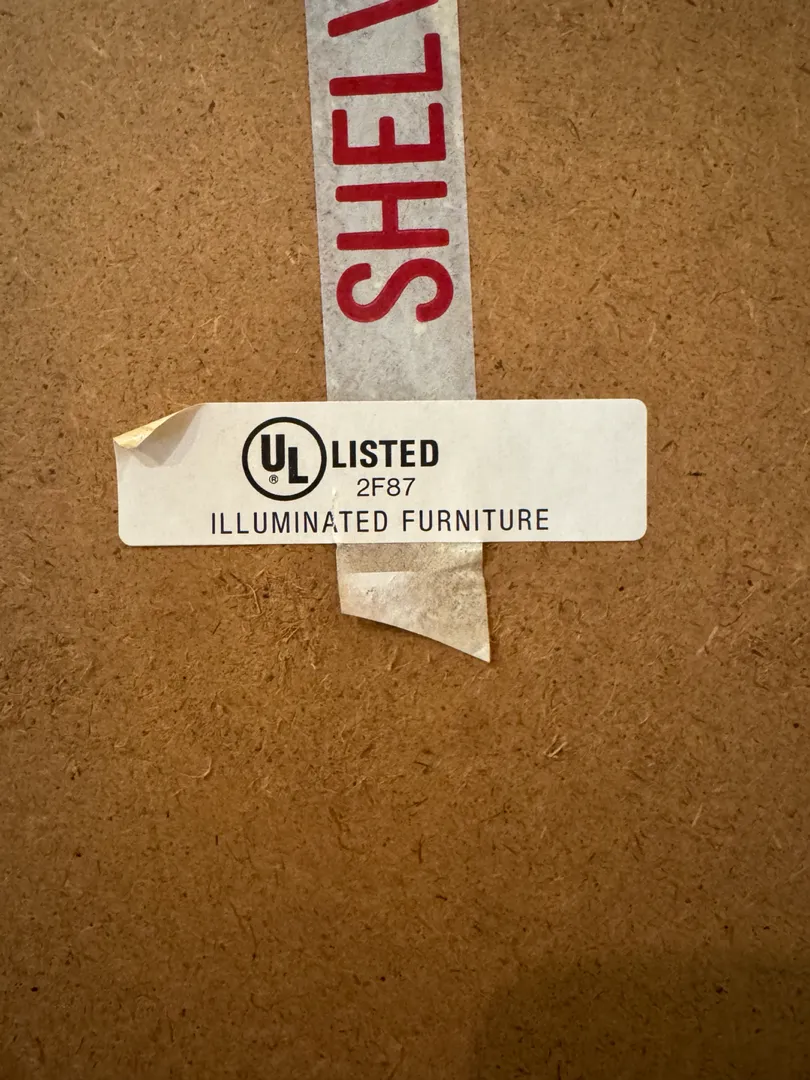 SHELV
UL® LISTED
2F87
ILLUMINATED FURNITURE